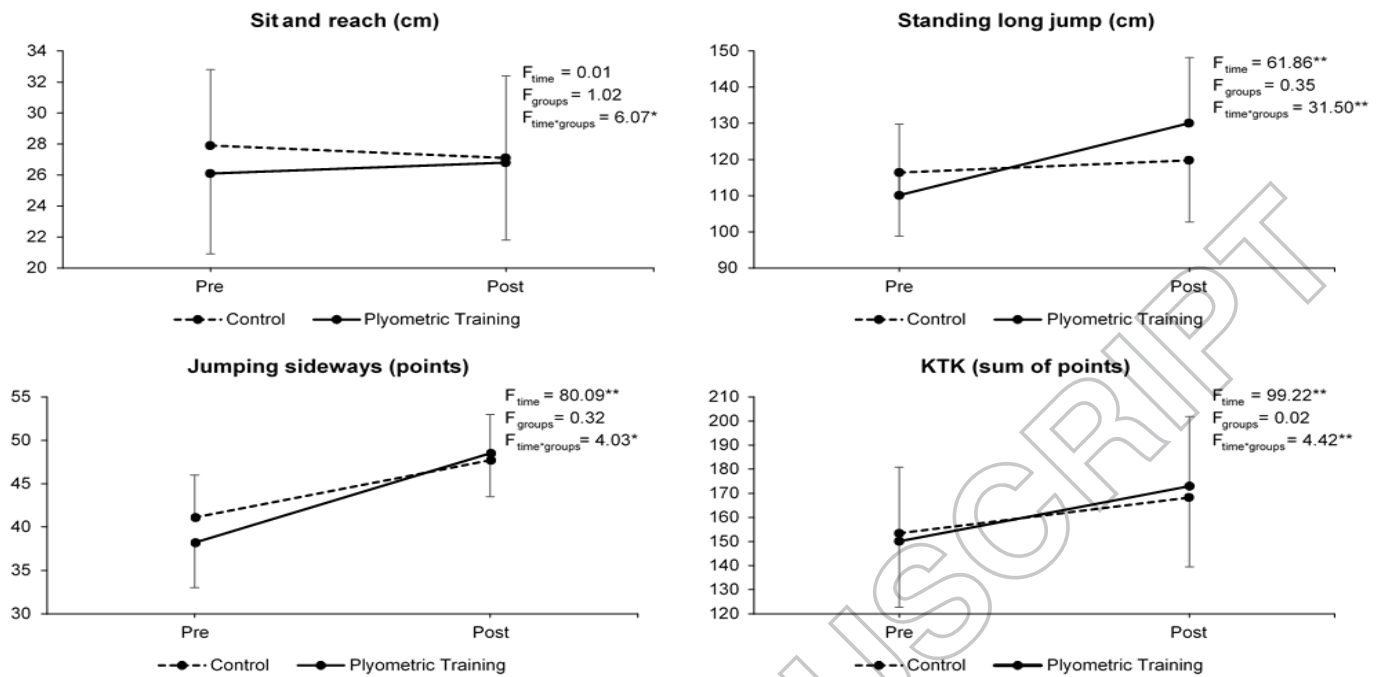 Sit and reach (cm)
34
32
30
28
26
24
22
20
F_time = 0.01
F_groups = 1.02
F_time*groups = 6.07*
Pre Post
Control Plyometric Training
Standing long jump (cm)
150
140
130
120
110
100
90
F_time = 61.86**
F_groups = 0.35
F_time*groups = 31.50**
Pre Post
Control Plyometric Training
Jumping sideways (points)
55
50
45
40
35
30
F_time = 80.09**
F_groups = 0.32
F_time*groups = 4.03*
Pre Post
Control Plyometric Training
KTK (sum of points)
210
200
190
180
170
160
150
140
130
120
F_time = 99.22**
F_groups = 0.02
F_time*groups = 4.42**
Pre Post
Control Plyometric Training
USCRIPT